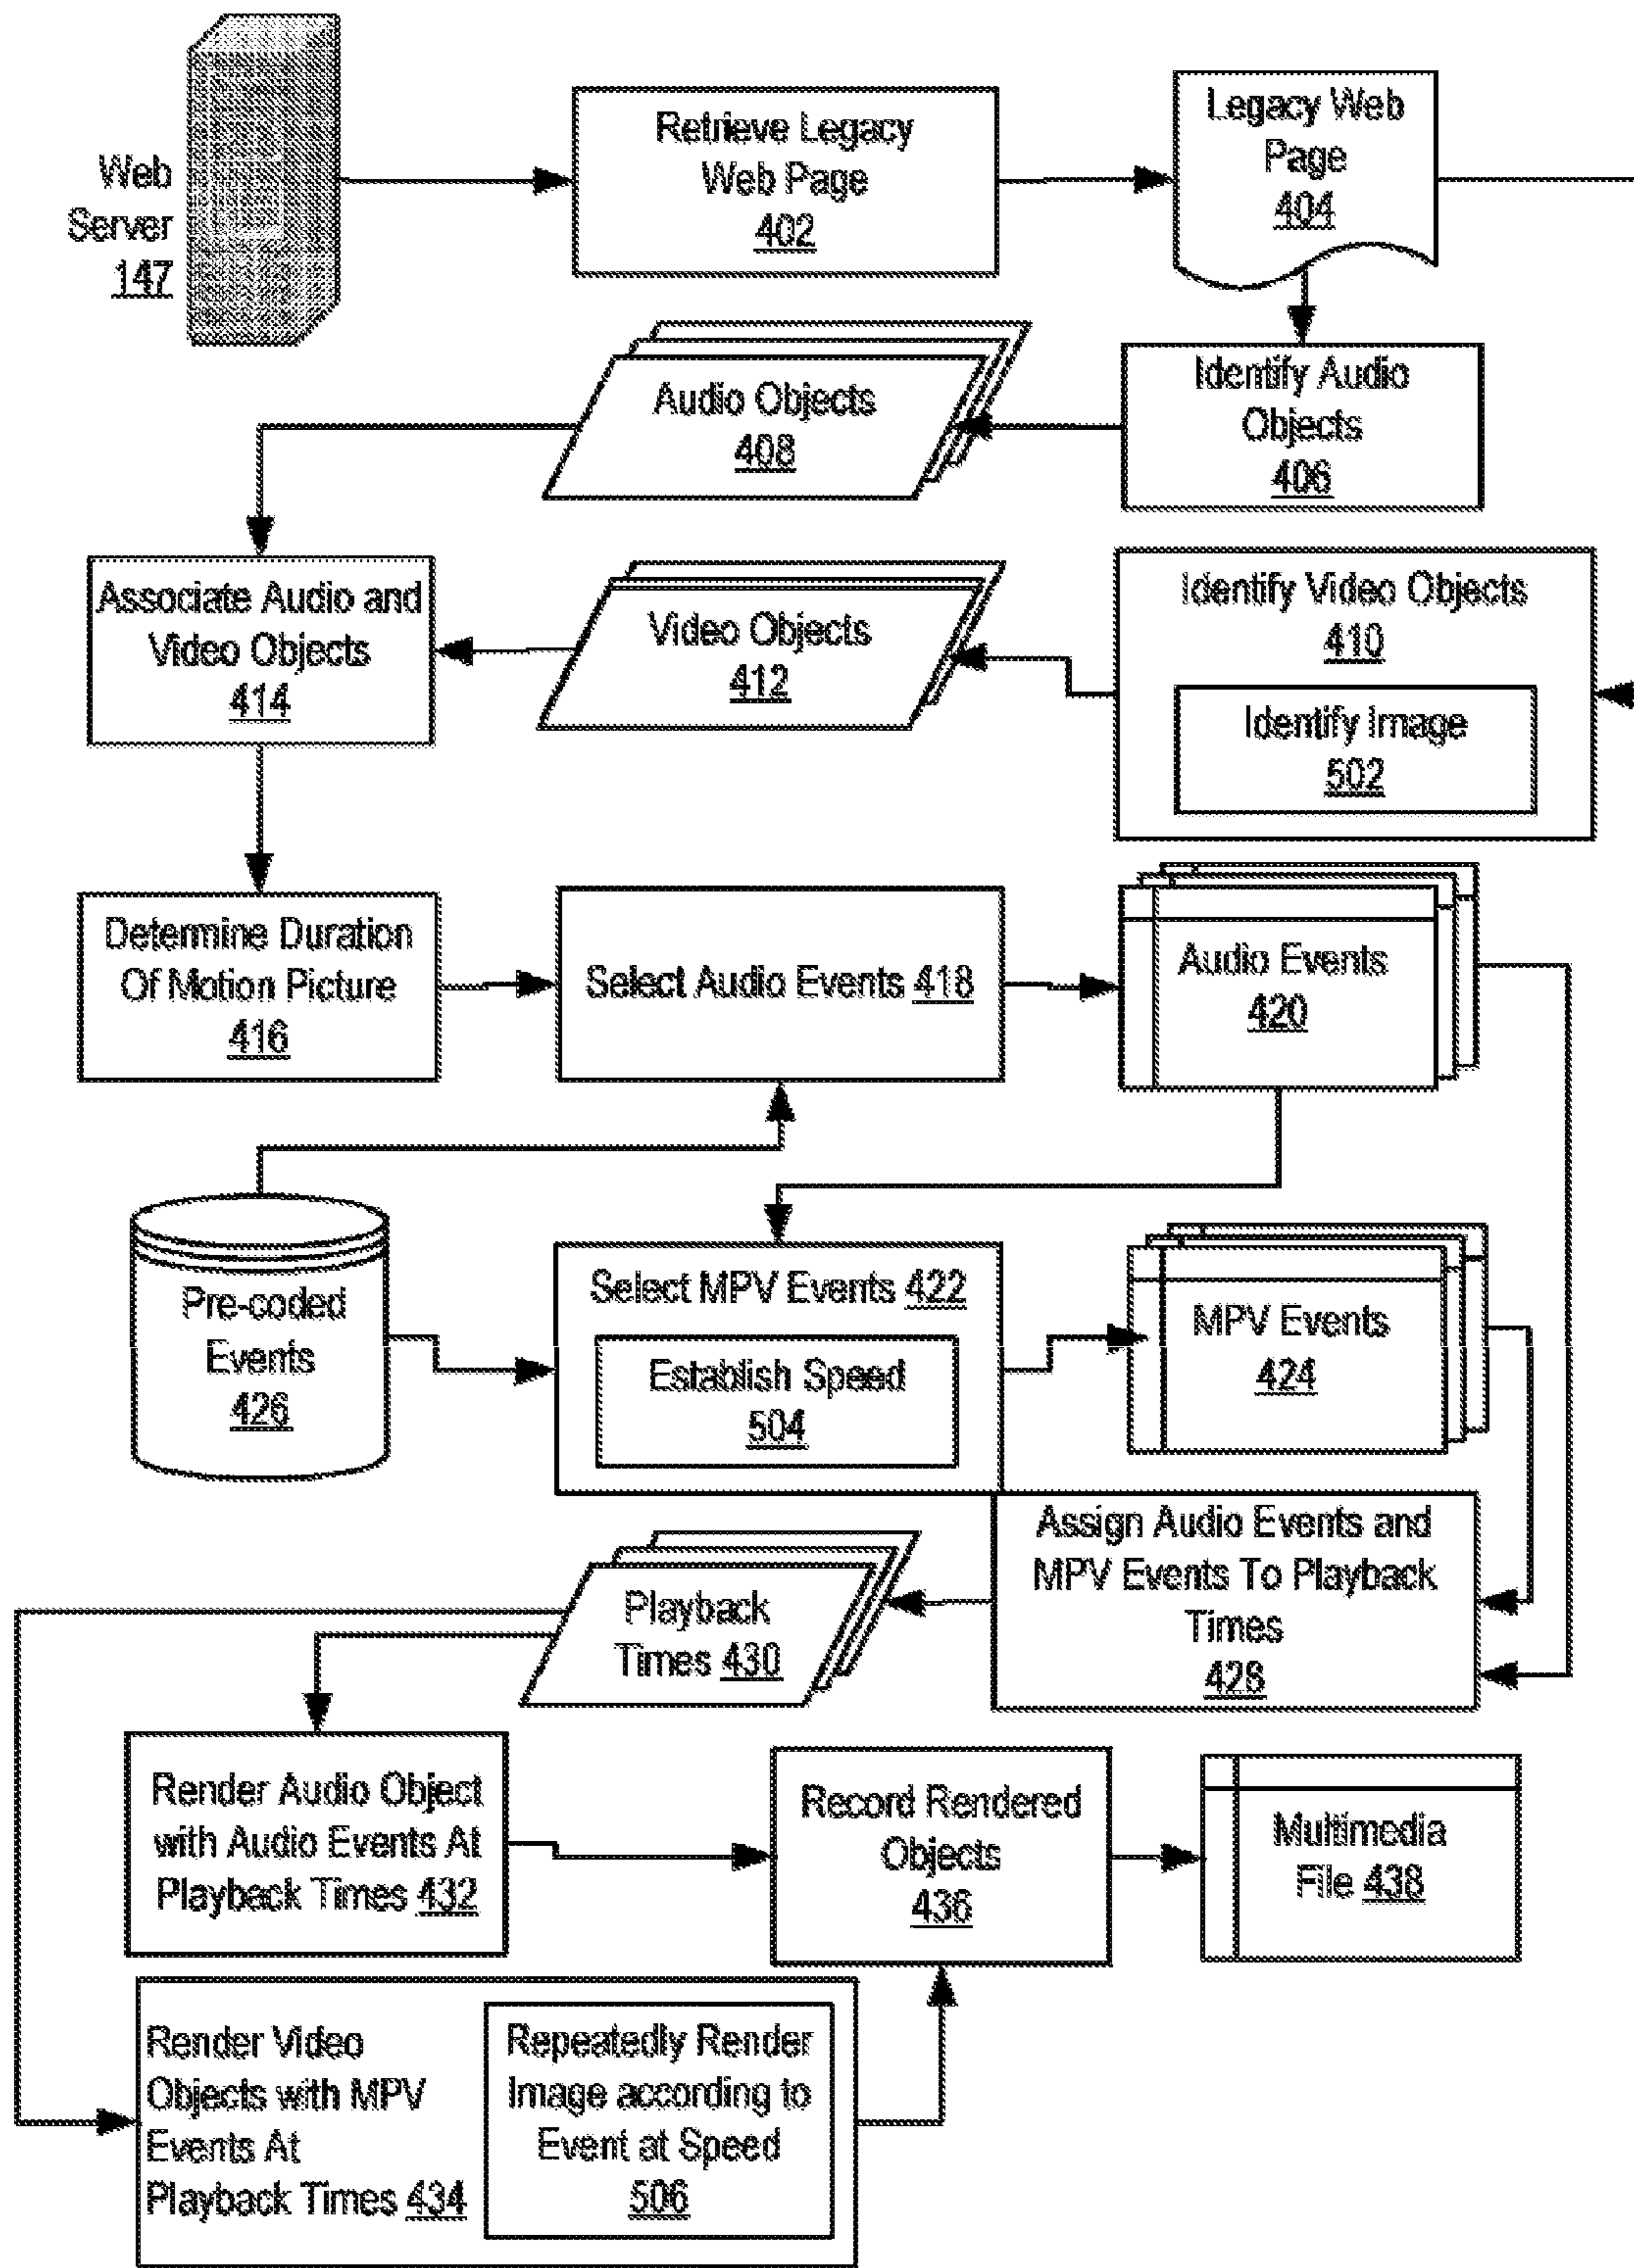 Web
Server
147
Retrieve Legacy
Web Page
402
Legacy Web
Page
404
Audio Objects
408
Identify Audio
Objects
406
Associate Audio and
Video Objects
414
Video Objects
412
Identify Video Objects
410
Identify Image
502
Determine Duration
Of Motion Picture
416
Select Audio Events 418
Audio Events
420
Pre-coded
Events
426
Select MPV Events 422
Establish Speed
504
MPV Events
424
Assign Audio Events and
MPV Events To Playback
Times
428
Playback
Times 430
Render Audio Object
with Audio Events At
Playback Times 432
Record Rendered
Objects
436
Multimedia
File 438
Render Video
Objects with MPV
Events At
Playback Times 434
Repeatedly Render
Image according to
Event at Speed
506